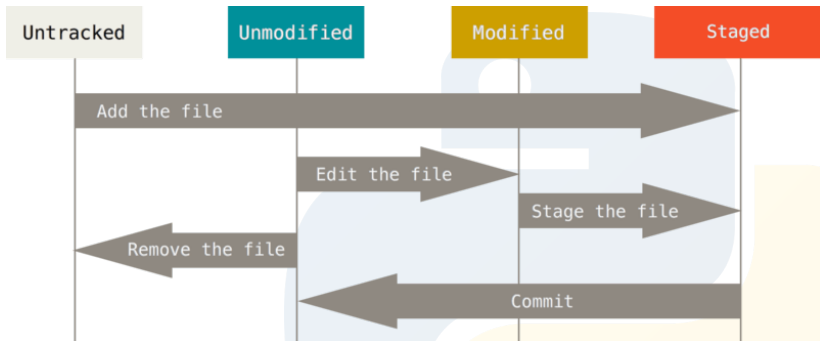 Untracked
Unmodified
Modified
Staged
Add the file
Edit the file
Stage the file
Remove the file
Commit